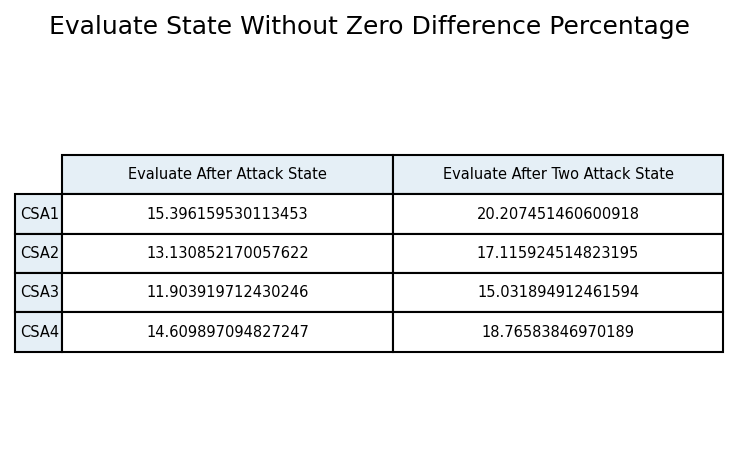 Evaluate State Without Zero Difference Percentage
Evaluate After Attack State Evaluate After Two Attack State
CSA1 15.396159530113453 20.207451460600918
CSA2 13.130852170057622 17.115924514823195
CSA3 11.903919712430246 15.031894912461594
CSA4 14.609897094827247 18.76583846970189